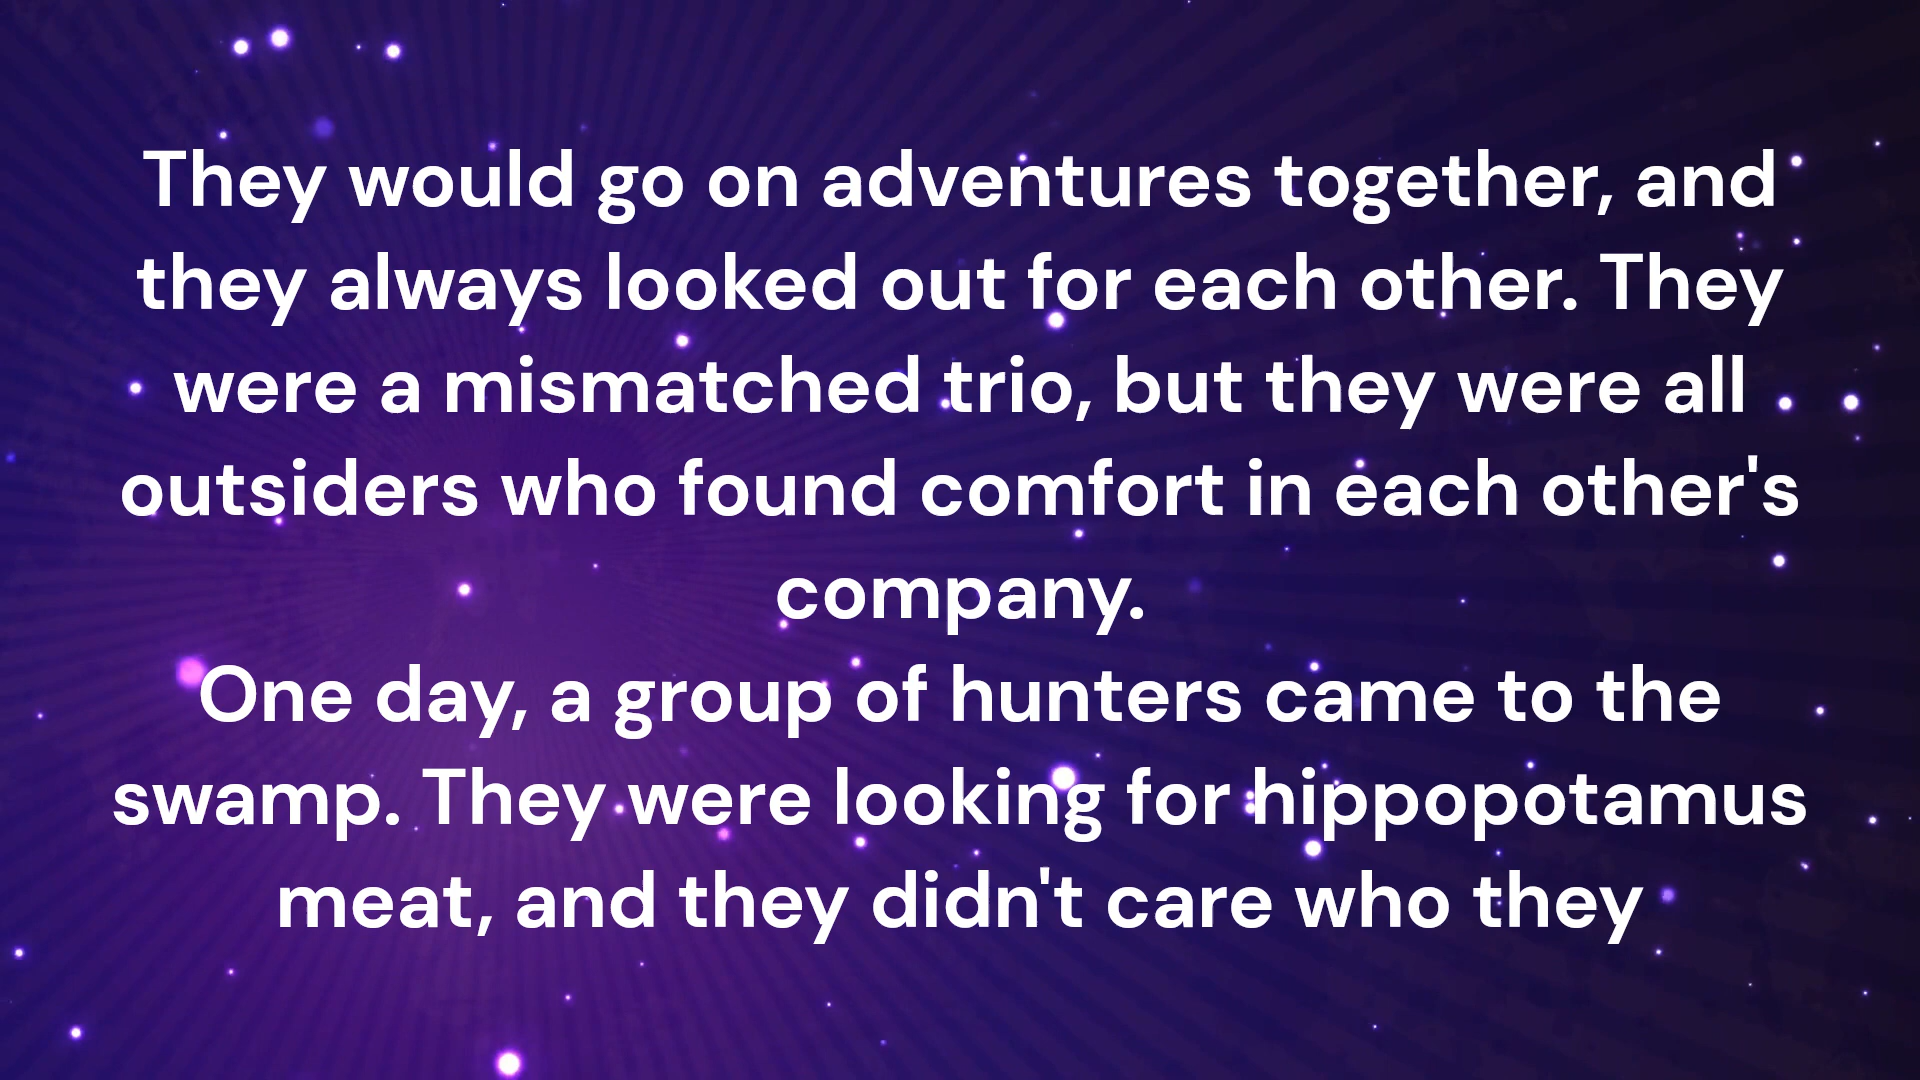 They would go on adventures together, and
they always looked out for each other. They
were a mismatched trio, but they were all
outsiders who found comfort in each other's
company.
One day, a group of hunters came to the
swamp. They were looking for hippopotamus
meat, and they didn't care who they